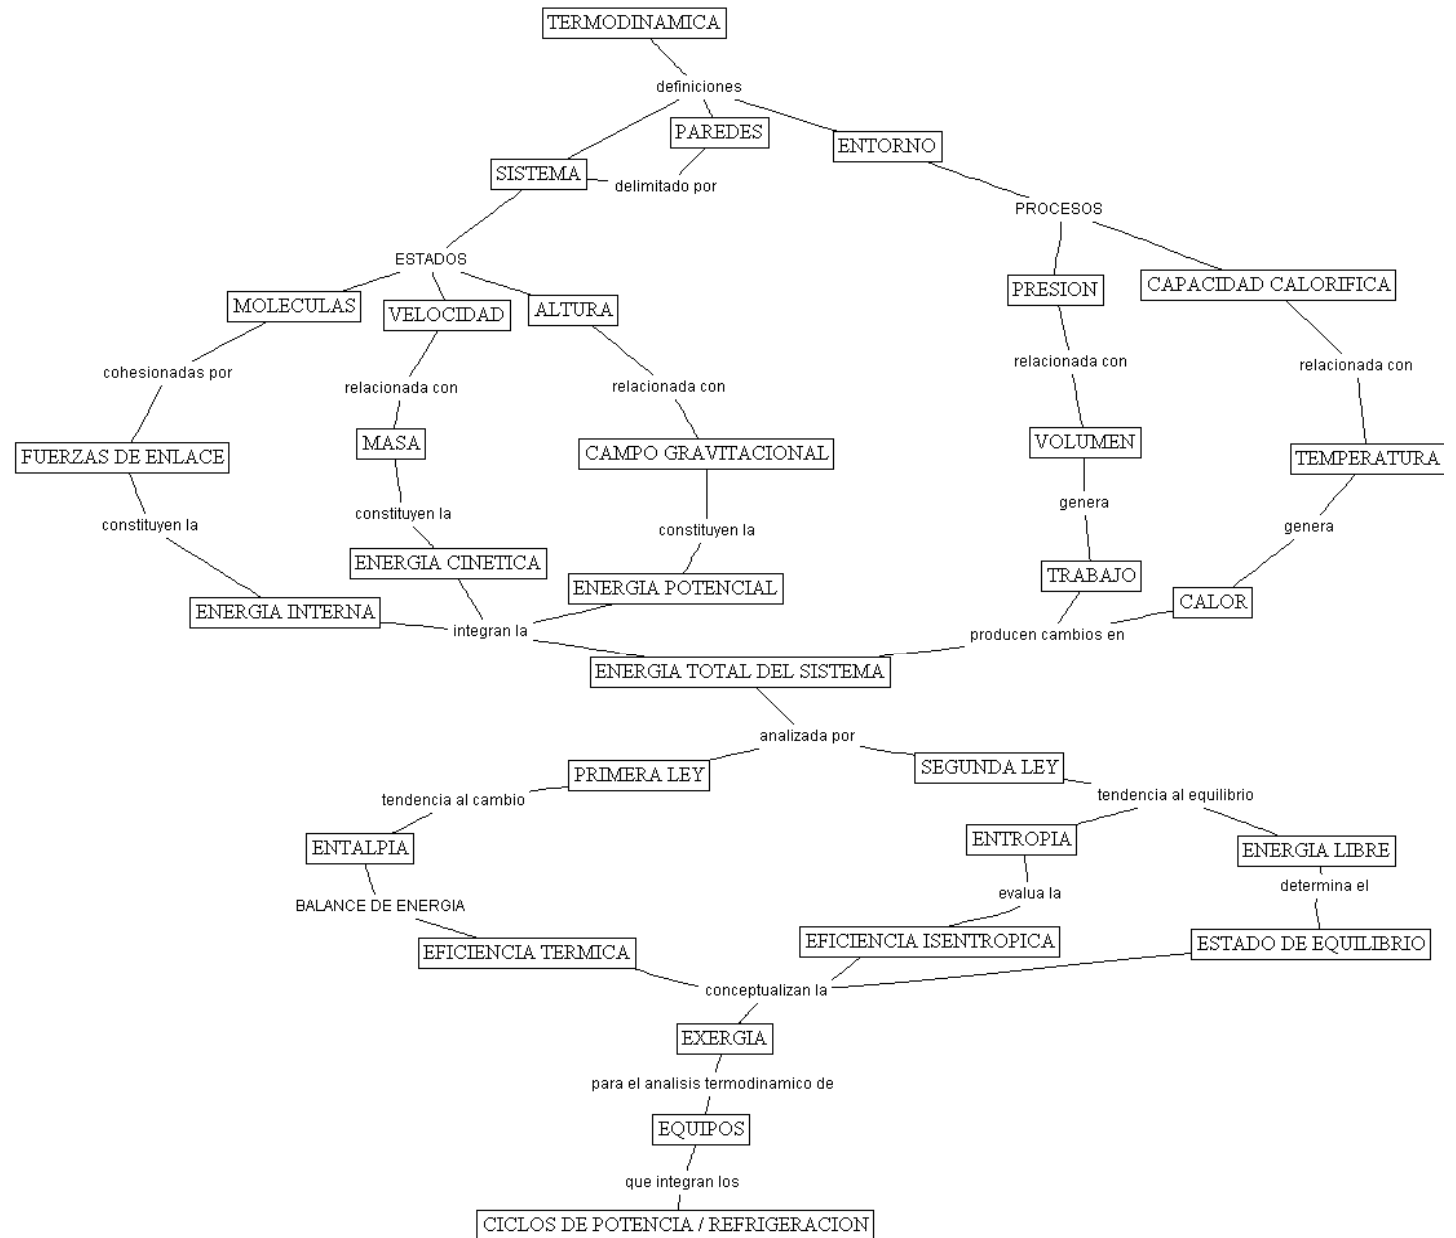 TERMODINAMICA
definiciones
PAREDES
ENTORNO
SISTEMA
delimitado por
PROCESOS
ESTADOS
MOLECULAS
VELOCIDAD
ALTURA
PRESION
CAPACIDAD CALORIFICA
cohesionadas por
relacionada con
relacionada con
relacionada con
relacionada con
FUERZAS DE ENLACE
MASA
CAMPO GRAVITACIONAL
VOLUMEN
TEMPERATURA
constituyen la
constituyen la
constituyen la
genera
genera
ENERGIA CINETICA
ENERGIA POTENCIAL
TRABAJO
CALOR
ENERGIA INTERNA
integran la
producen cambios en
ENERGIA TOTAL DEL SISTEMA
analizada por
PRIMERA LEY
SEGUNDA LEY
tendencia al cambio
tendencia al equilibrio
ENTALPIA
ENTROPIA
ENERGIA LIBRE
BALANCE DE ENERGIA
evalua la
determina el
EFICIENCIA TERMICA
EFICIENCIA ISENTROPICA
ESTADO DE EQUILIBRIO
conceptualizan la
EXERGIA
para el analisis termodinamico de
EQUIPOS
que integran los
CICLOS DE POTENCIA / REFRIGERACION